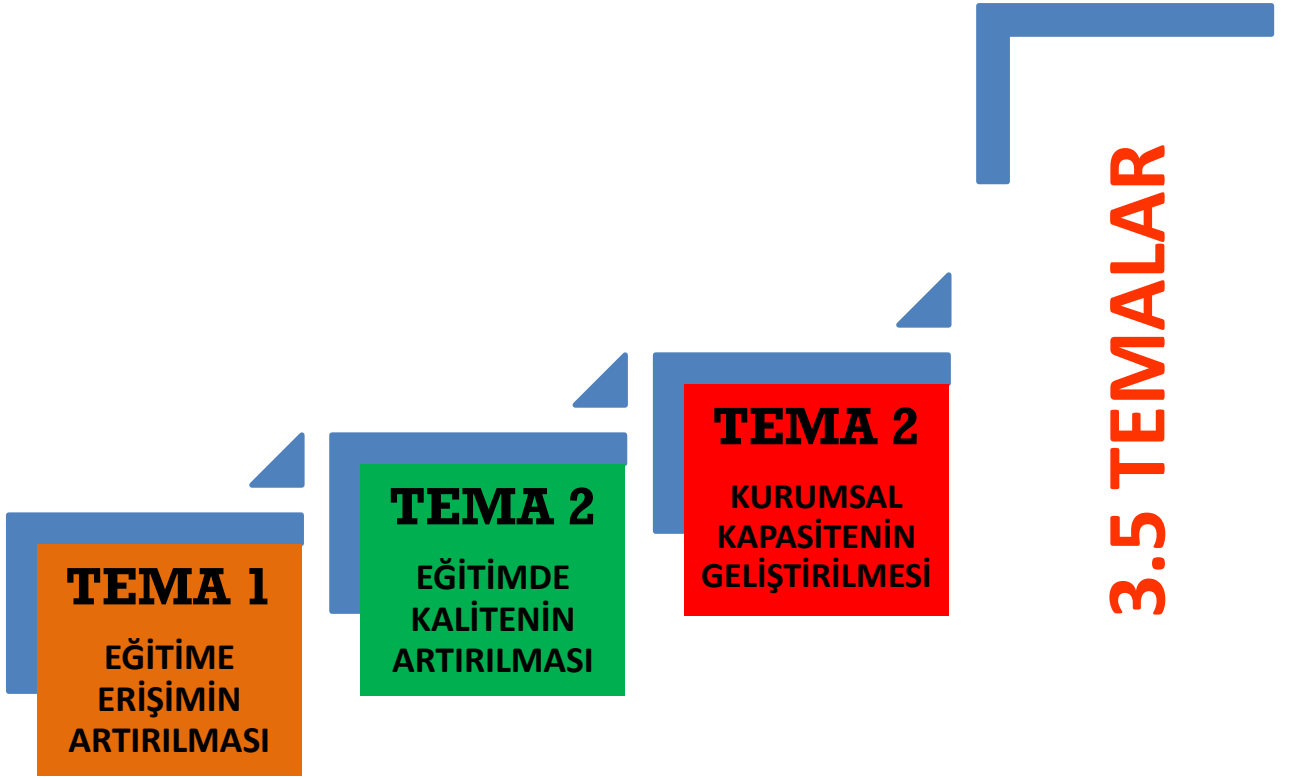 TEMA 1
EĞİTİME
ERİŞİMİN
ARTIRILMASI
TEMA 2
EĞİTİMDE
KALİTENİN
ARTIRILMASI
TEMA 2
KURUMSAL
KAPASİTENİN
GELİŞTİRİLMESİ
3.5 TEMALAR